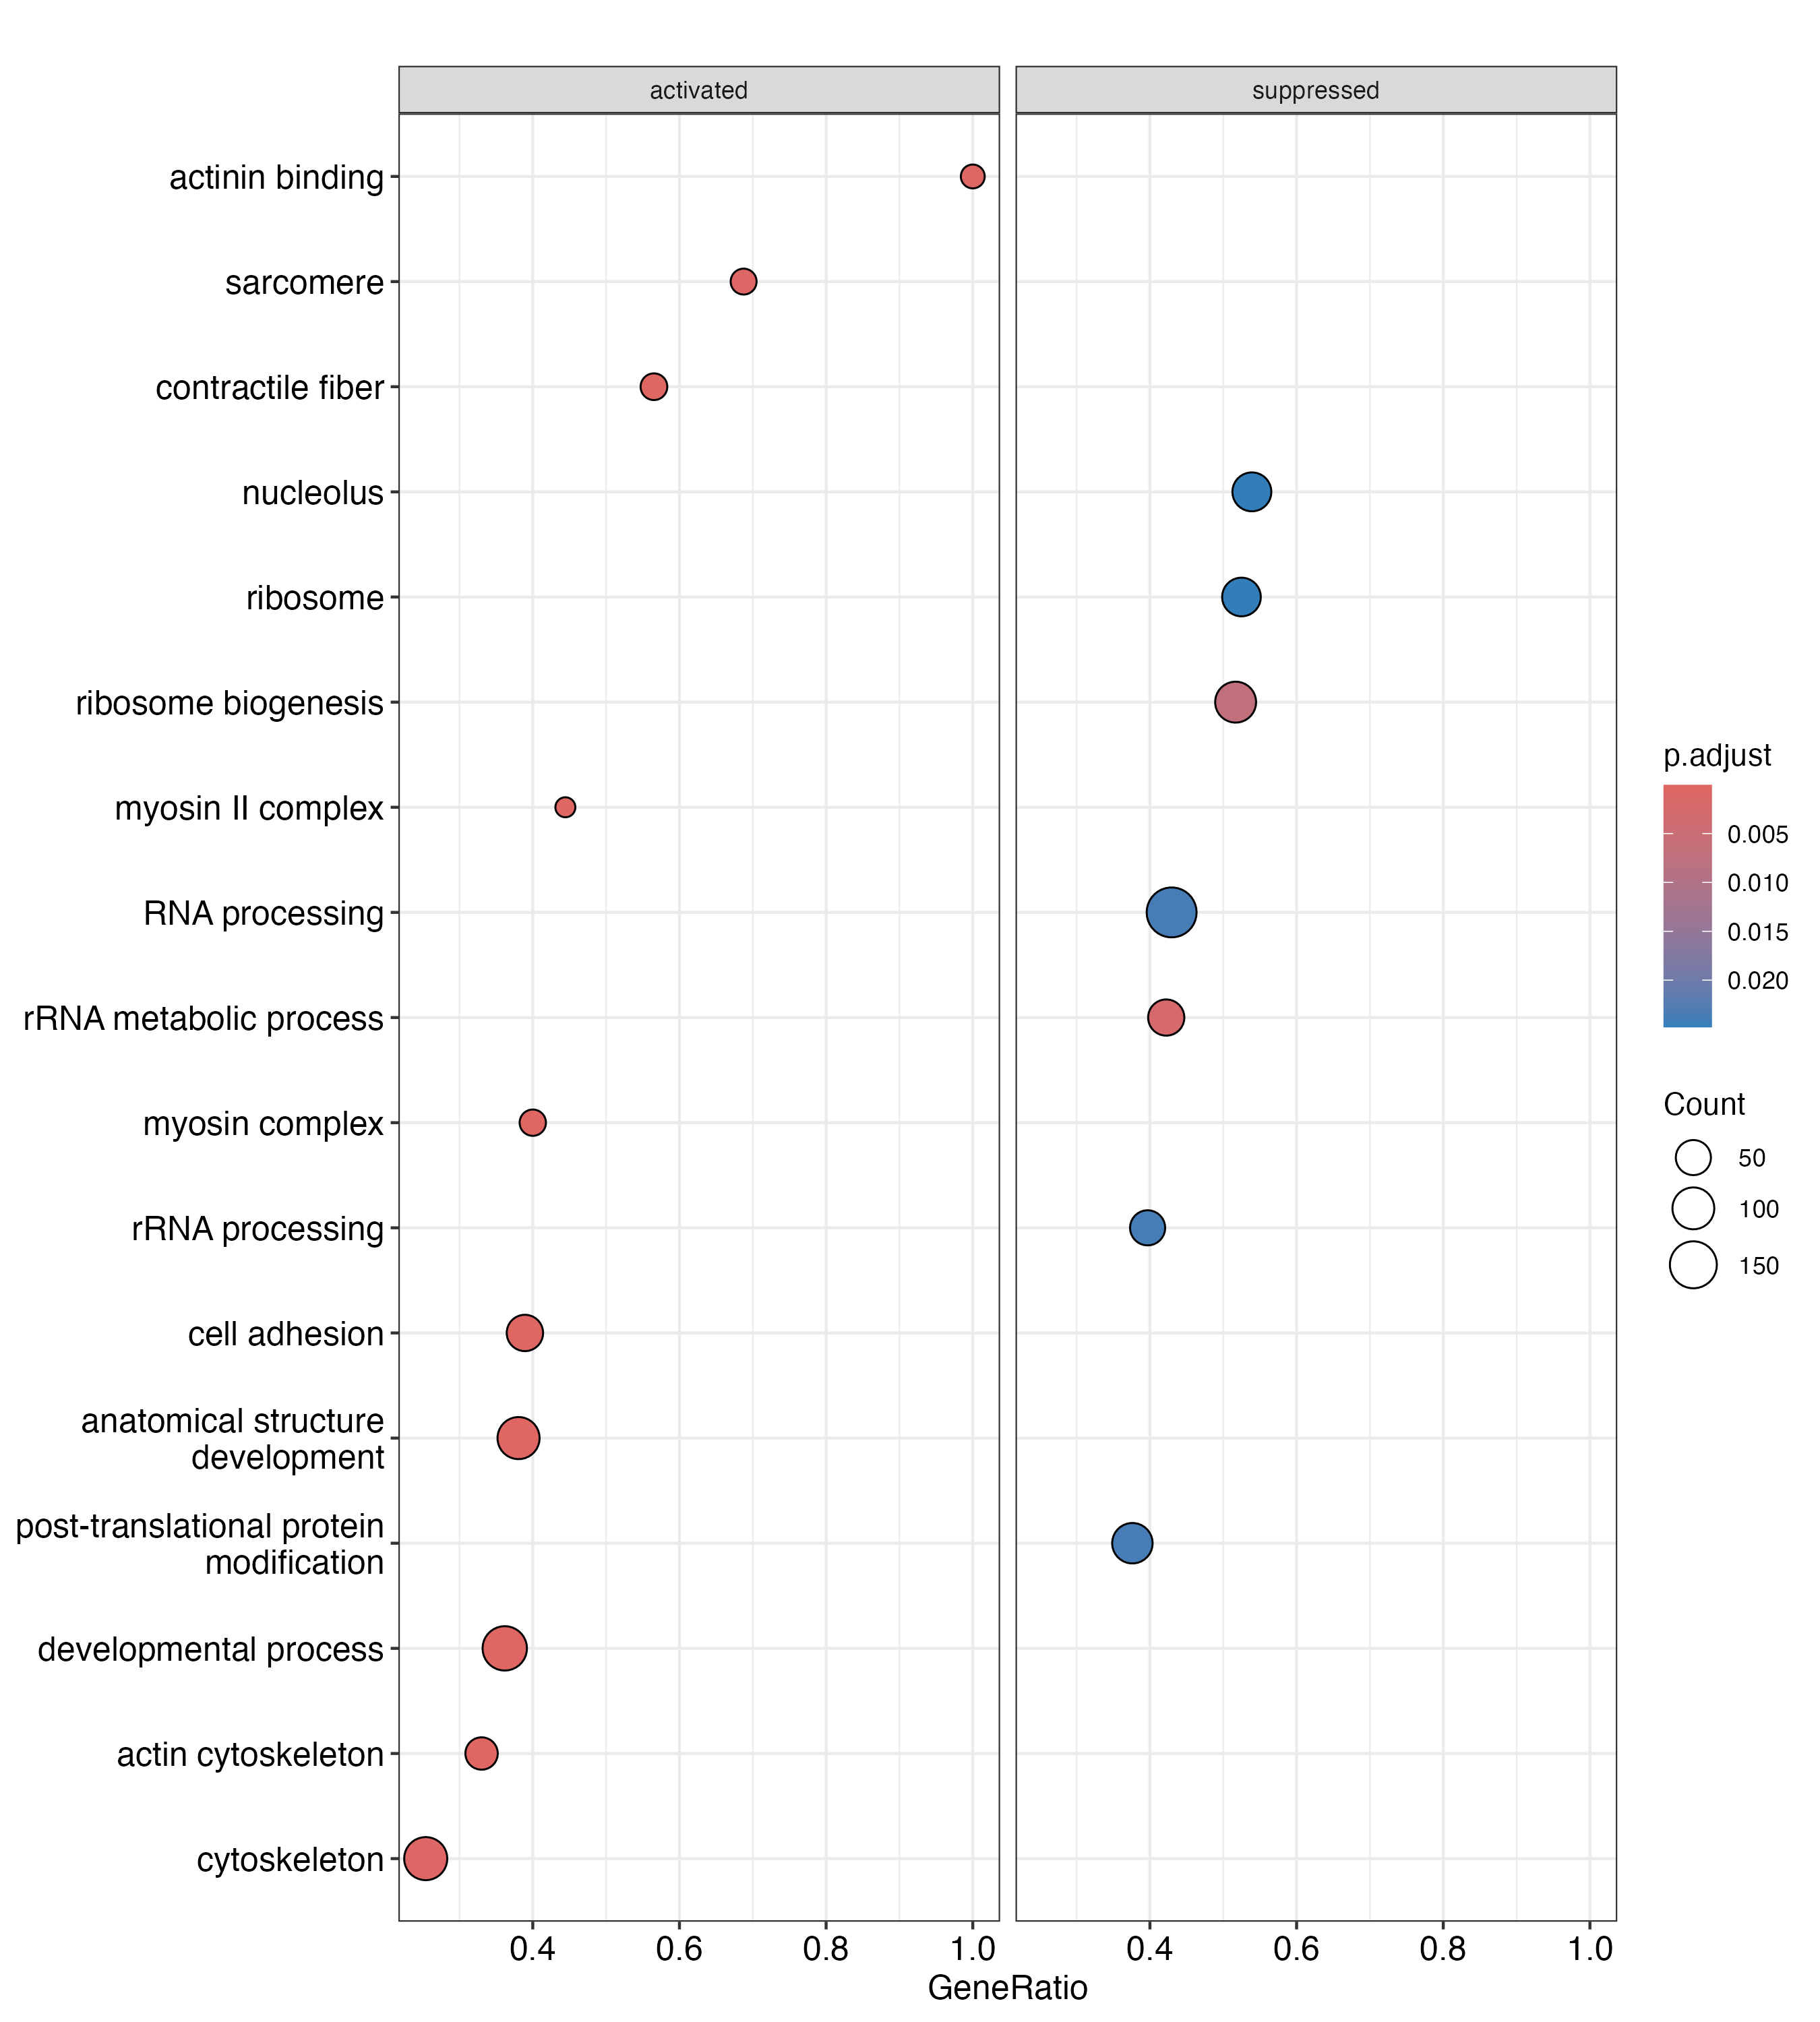 activated
suppressed
actinin binding
sarcomere
contractile fiber
nucleolus
ribosome
ribosome biogenesis
myosin II complex
RNA processing
rRNA metabolic process
myosin complex
rRNA processing
cell adhesion
anatomical structure
development
post-translational protein
modification
developmental process
actin cytoskeleton
cytoskeleton
0.4 0.6 0.8 1.0
0.4 0.6 0.8 1.0
GeneRatio
p.adjust
0.005
0.010
0.015
0.020
Count
50
100
150